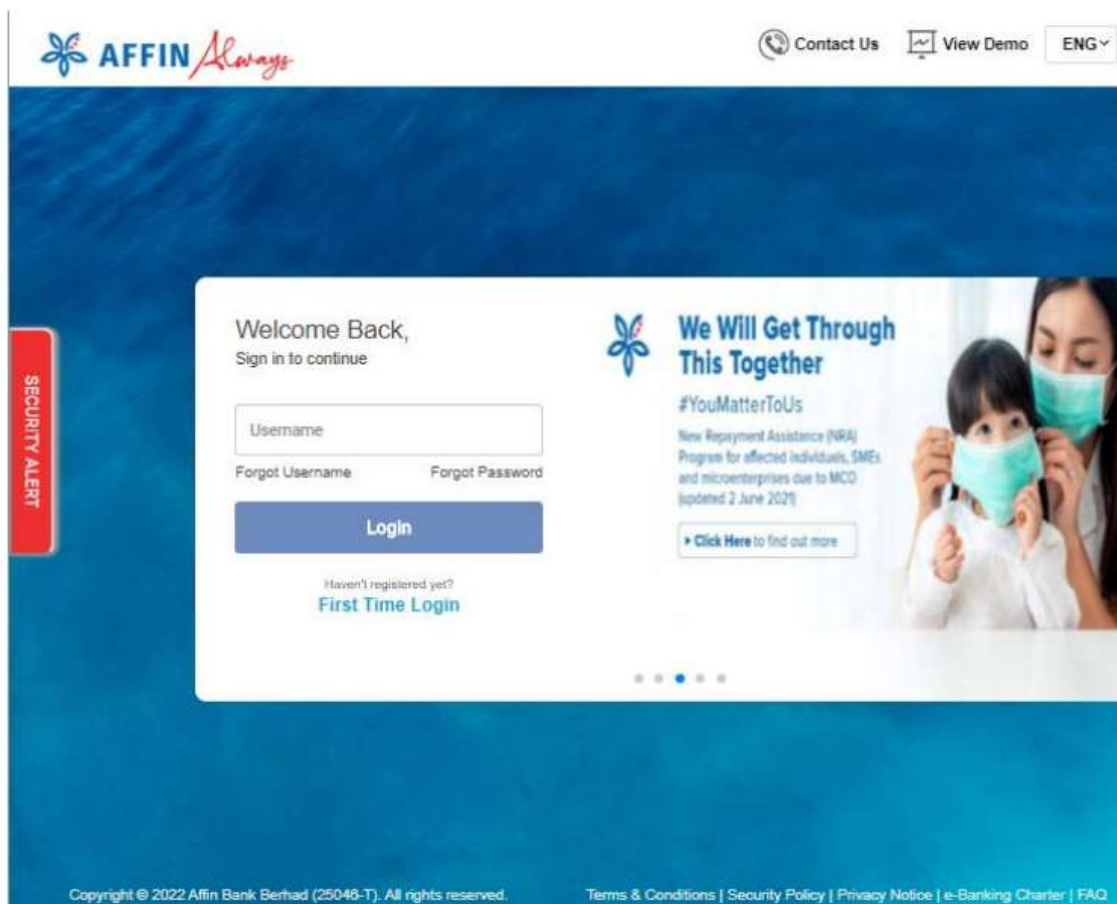 AFFIN Always
Contact Us
View Demo
ENG
SECURITY ALERT
Welcome Back,
Sign in to continue
Username
Forgot Username Forgot Password
Login
Haven't registered yet?
First Time Login
We Will Get Through
This Together
#YouMatterToUs
New Repayment Assistance (NRA)
Program for affected individuals, SMEs
and microenterprises due to MCO
(updated 2 June 2021)
Click Here to find out more
Copyright © 2022 Affin Bank Berhad (25046-T). All rights reserved.
Terms & Conditions | Security Policy | Privacy Notice | e-Banking Charter | FAQ